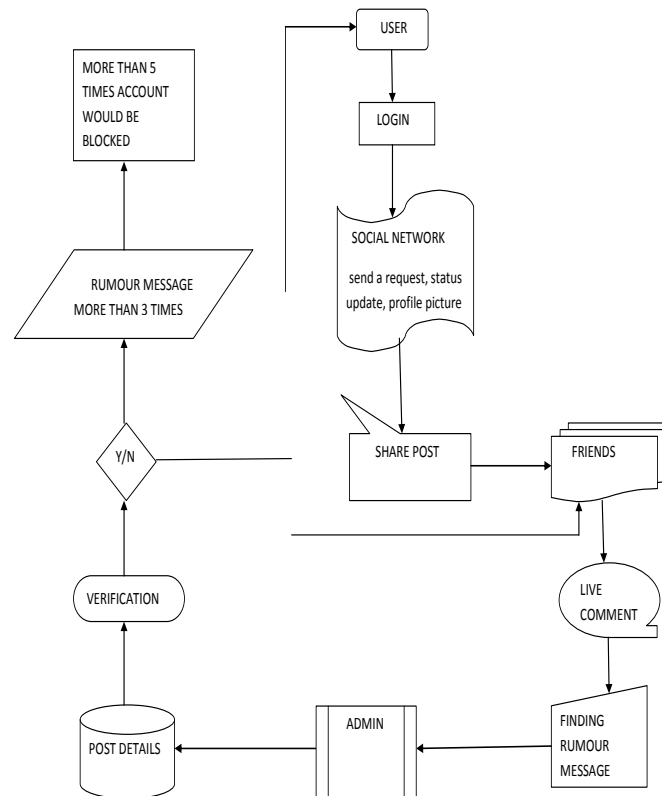 USER
MORE THAN 5
TIMES ACCOUNT
WOULD BE
BLOCKED
LOGIN
SOCIAL NETWORK
send a request, status
update, profile picture
RUMOUR MESSAGE
MORE THAN 3 TIMES
Y/N
SHARE POST
FRIENDS
VERIFICATION
LIVE
COMMENT
POST DETAILS
ADMIN
FINDING
RUMOUR
MESSAGE